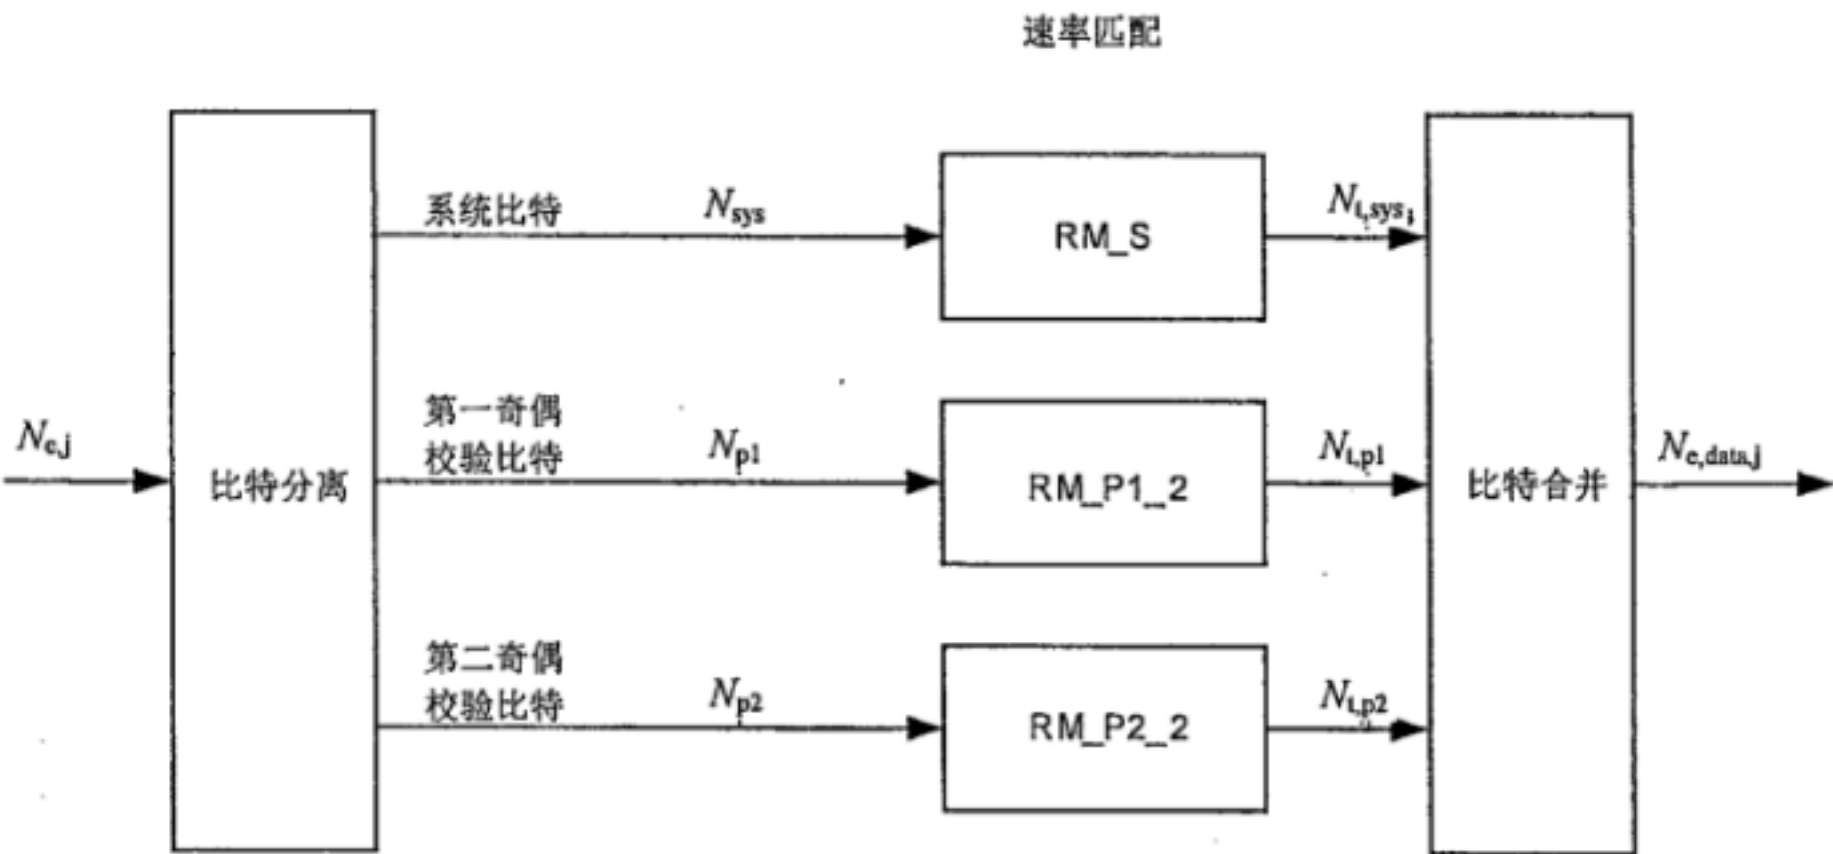 速率匹配
系统比特 N_sys
RM_S
N_t,sys
第一奇偶
校验比特 N_p1
RM_P1_2
N_t,p1
N_e,j
比特分离
比特合并
N_e,data,j
第二奇偶
校验比特 N_p2
RM_P2_2
N_t,p2